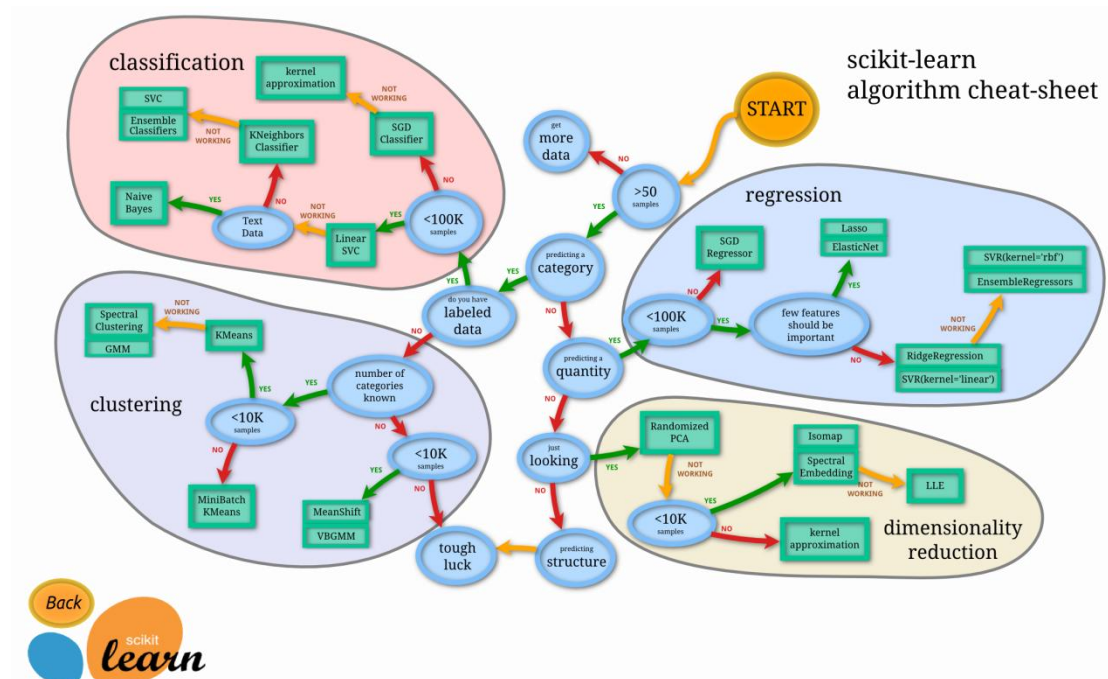 scikit-learn
algorithm cheat-sheet
START
get
more
data
NO
>50
samples
YES
predicting a
category
YES
NO
do you have
labeled
data
YES
NO
predicting a
quantity
YES
NO
just
looking
YES
NO
predicting
structure
tough
luck
classification
kernel
approximation
NOT
WORKING
SGD
Classifier
NO
<100K
samples
YES
Linear
SVC
NOT
WORKING
Text
Data
YES
NO
Naive
Bayes
KNeighbors
Classifier
NOT
WORKING
SVC
Ensemble
Classifiers
clustering
number of
categories
known
YES
NO
<10K
samples
YES
NO
KMeans
NOT
WORKING
Spectral
Clustering
GMM
MiniBatch
KMeans
<10K
samples
YES
NO
MeanShift
VBGMM
regression
<100K
samples
NO
YES
SGD
Regressor
few features
should be
important
YES
NO
Lasso
ElasticNet
RidgeRegression
SVR(kernel='linear')
NOT
WORKING
SVR(kernel='rbf')
EnsembleRegressors
dimensionality
reduction
Randomized
PCA
NOT
WORKING
<10K
samples
YES
NO
Isomap
Spectral
Embedding
NOT
WORKING
LLE
kernel
approximation
Back
scikit
learn